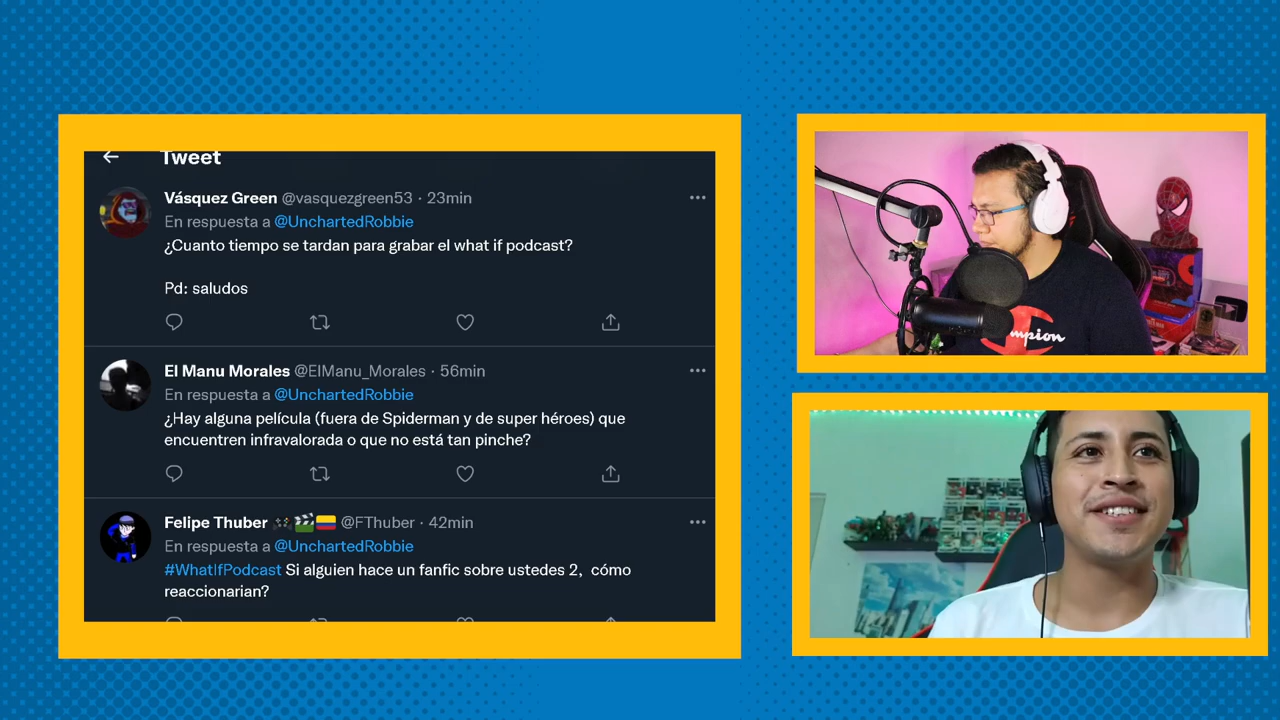 Tweet
Vásquez Green @vasquezgreen53 · 23min
En respuesta a @UnchartedRobbie
¿Cuanto tiempo se tardan para grabar el what if podcast?
Pd: saludos
El Manu Morales @ElManu_Morales · 56min
En respuesta a @UnchartedRobbie
¿Hay alguna película (fuera de Spiderman y de super héroes) que
encuentren infravalorada o que no está tan pinche?
Felipe Thuber 🎮🎬🇨🇴 @FThuber · 42min
En respuesta a @UnchartedRobbie
#WhatIfPodcast Si alguien hace un fanfic sobre ustedes 2, cómo
reaccionarian?
mpion